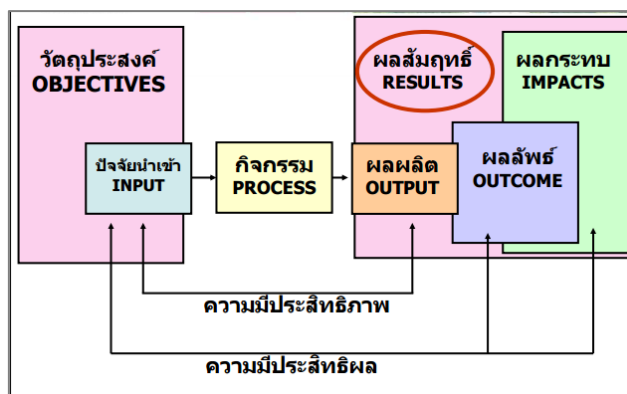 วัตถุประสงค์
OBJECTIVES
ผลสัมฤทธิ์
RESULTS
ผลกระทบ
IMPACTS
ปัจจัยนำเข้า
INPUT
กิจกรรม
PROCESS
ผลผลิต
OUTPUT
ผลลัพธ์
OUTCOME
ความมีประสิทธิภาพ
ความมีประสิทธิผล